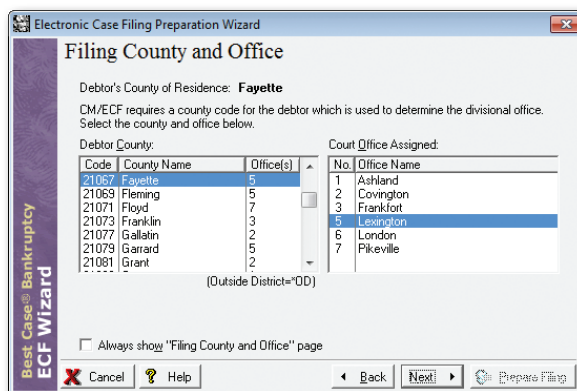 Electronic Case Filing Preparation Wizard
Filing County and Office
Debtor's County of Residence: Fayette
CM/ECF requires a county code for the debtor which is used to determine the divisional office.
Select the county and office below.
Debtor County:
Code County Name Office(s)
21067 Fayette 5
21069 Fleming 5
21071 Floyd 7
21073 Franklin 3
21077 Gallatin 2
21079 Garrard 5
21081 Grant 2
(Outside District=*OD)
Court Office Assigned:
No. Office Name
1 Ashland
2 Covington
3 Frankfort
5 Lexington
6 London
7 Pikeville
Always show "Filing County and Office" page
Best Case® Bankruptcy
ECF Wizard
Cancel
Help
Back
Next
Prepare Filing